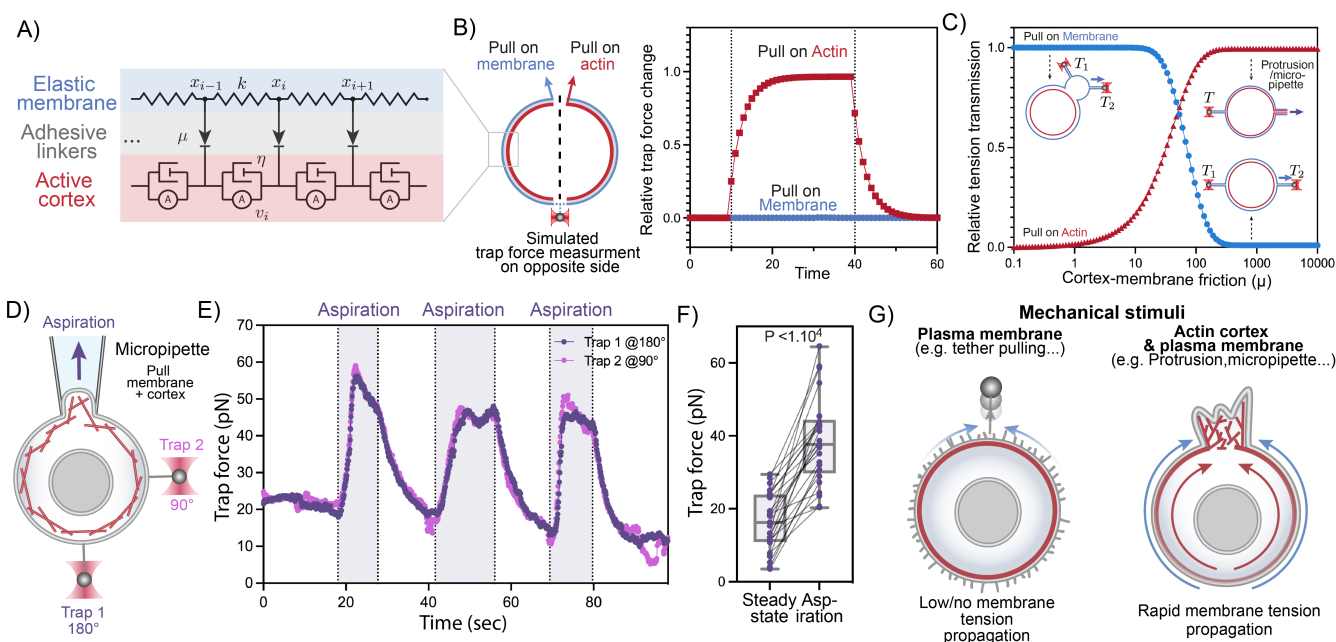 A)
Elastic
membrane
Adhesive
linkers
Active
cortex
...
x_{i-1}
k
x_i
x_{i+1}
μ
η
A
A
A
A
v_i
B)
Pull on
membrane
Pull on
actin
Simulated
trap force measurment
on opposite side
Relative trap force change
1.0
0.0
Pull on Actin
Pull on
Membrane
0
20
40
60
Time
C)
Relative tension transmission
1.0
0.5
0.0
Pull on Membrane
T_1
T_2
Protrusion
/micro-
pipette
T
T_1
T_2
Pull on Actin
0.1
1
10
100
1000
10000
Cortex-membrane friction (μ)
D)
Aspiration
Micropipette
Pull
membrane
+ cortex
Trap 2
90°
Trap 1
180°
E)
Aspiration
Aspiration
Aspiration
Trap force (pN)
70
60
50
40
30
20
10
0
Trap 1 @180°
Trap 2 @90°
0
20
40
60
80
Time (sec)
F)
Trap force (pN)
60
40
20
0
P <1.10⁴
Steady Asp-
state iration
G)
Mechanical stimuli
Plasma membrane
(e.g. tether pulling...)
Actin cortex
& plasma membrane
(e.g. Protrusion,micropipette...)
Low/no membrane
tension
propagation
Rapid membrane tension
propagation